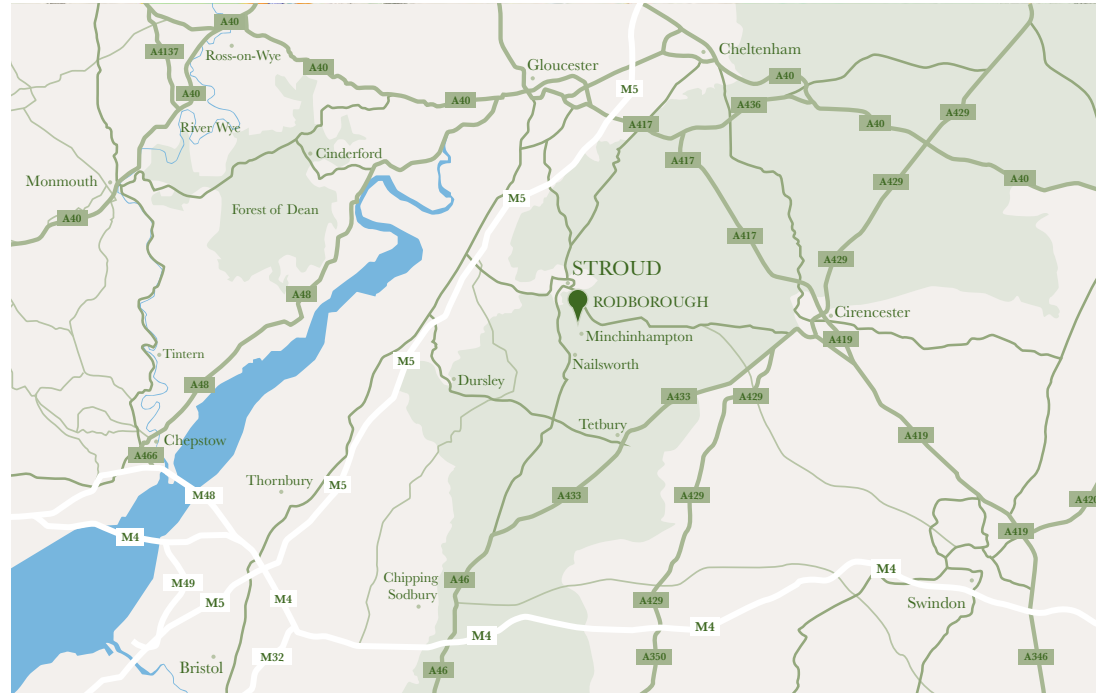 A40
A4137
Ross-on-Wye
A40
A40
A40
River Wye
Gloucester
Cheltenham
M5
A40
A436
A417
A40
A429
A417
Cinderford
Monmouth
A40
Forest of Dean
M5
A429
A40
A417
A429
A48
STROUD
RODBOROUGH
Minchinhampton
Nailsworth
Cirencester
A419
Tintern
M5
A48
Dursley
A433
A429
Tetbury
Chepstow
A466
A419
Thornbury
M5
M48
A433
A429
A420
A419
M4
M49
M5
M4
Chipping
Sodbury
A46
A429
M4
Swindon
M4
M4
Bristol
M32
A46
A350
A346